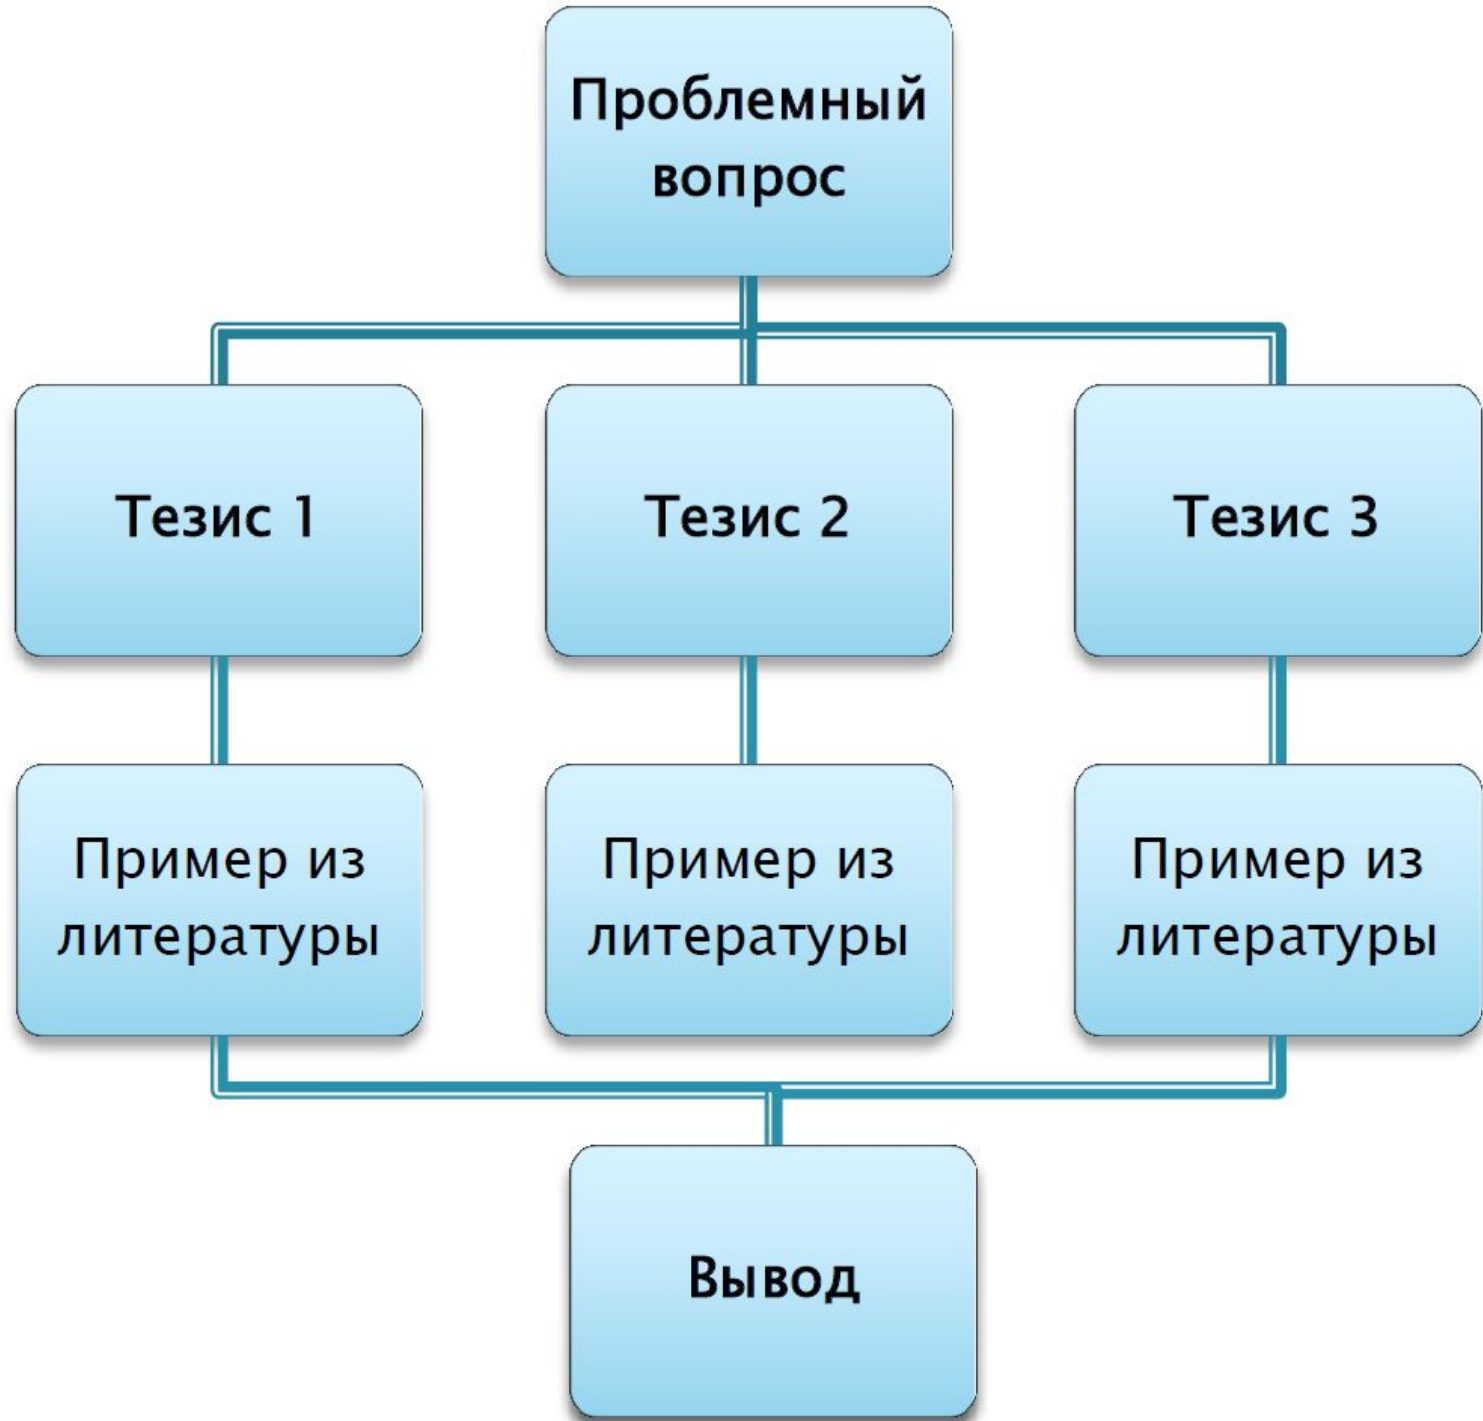 Проблемный
вопрос
Тезис 1
Тезис 2
Тезис 3
Пример из
литературы
Пример из
литературы
Пример из
литературы
Вывод